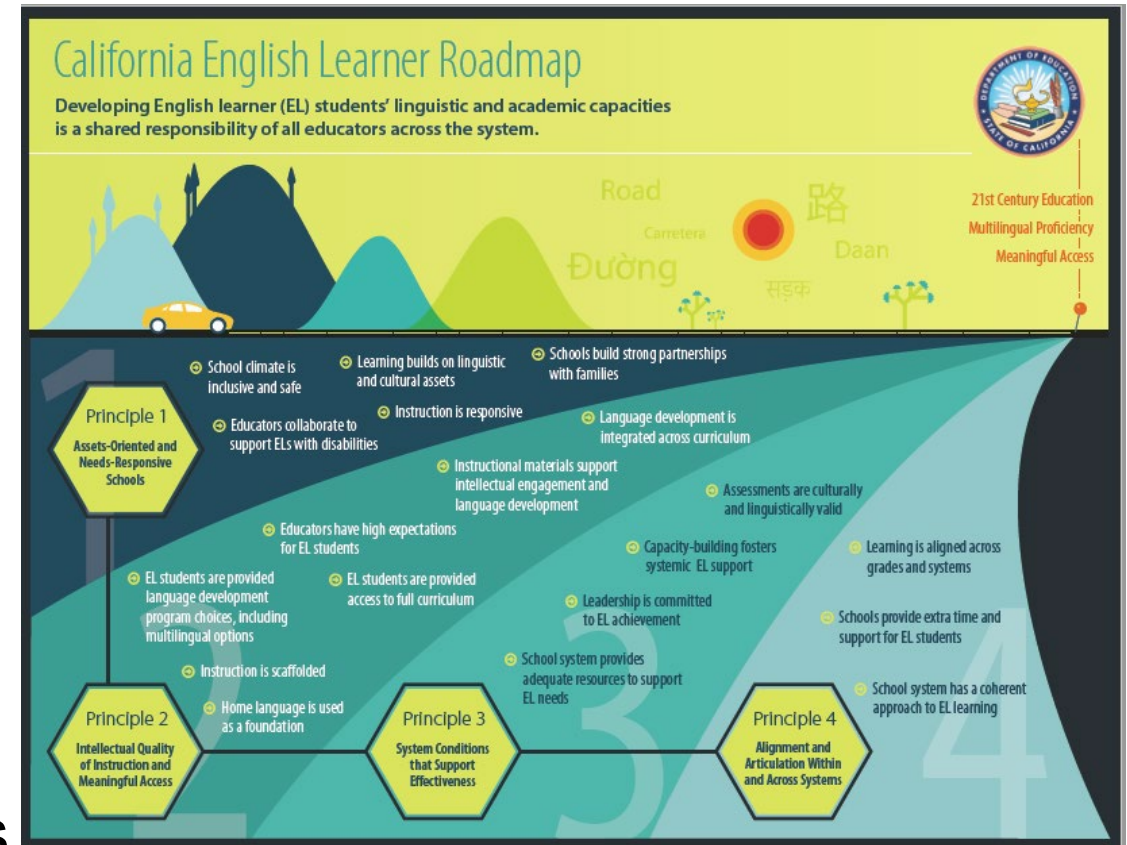 California English Learner Roadmap
Developing English learner (EL) students' linguistic and academic capacities
is a shared responsibility of all educators across the system.
DEPARTMENT OF EDUCATION
STATE OF CALIFORNIA
Road
路
Carretera
Đường
Daan
सड़क
21st Century Education
Multilingual Proficiency
Meaningful Access
1
Principle 1
Assets-Oriented and
Needs-Responsive
Schools
School climate is
inclusive and safe
Learning builds on linguistic
and cultural assets
Schools build strong partnerships
with families
Educators collaborate to
support ELs with disabilities
Instruction is responsive
Language development is
integrated across curriculum
Instructional materials support
intellectual engagement and
language development
Educators have high expectations
for EL students
EL students are provided
language development
program choices, including
multilingual options
EL students are provided
access to full curriculum
Instruction is scaffolded
Home language is used
as a foundation
2
Principle 2
Intellectual Quality
of Instruction and
Meaningful Access
Assessments are culturally
and linguistically valid
Capacity-building fosters
systemic EL support
Leadership is committed
to EL achievement
School system provides
adequate resources to support
EL needs
3
Principle 3
System Conditions
that Support
Effectiveness
Learning is aligned across
grades and systems
Schools provide extra time and
support for EL students
School system has a coherent
approach to EL learning
4
Principle 4
Alignment and
Articulation Within
and Across Systems
s